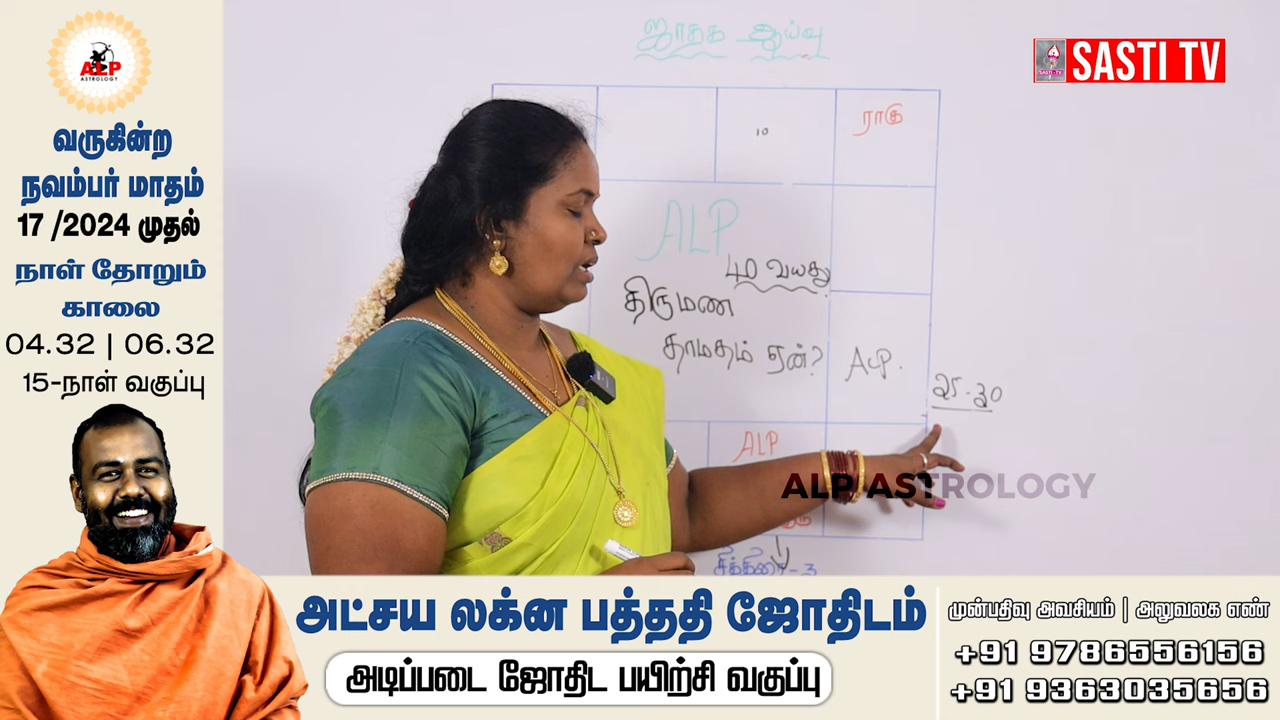 ALP
ASTROLOGY
வருகின்ற
நவம்பர் மாதம்
17 /2024 முதல்
நாள் தோறும்
காலை
04.32 | 06.32
15-நாள் வகுப்பு
ஜாதக ஆய்வு
SASTI TV
SASTI - TV
ராகு
10
ALP
40 வயது
திருமண
தாமதம் ஏன்?
ALP.
25-30
ALP
ALP ASTROLOGY
சித்திரை-3
அட்சய லக்ன பத்ததி ஜோதிடம்
அடிப்படை ஜோதிட பயிற்சி வகுப்பு
முன்பதிவு அவசியம் | அலுவலக எண்
+91 9786556156
+91 9363035656